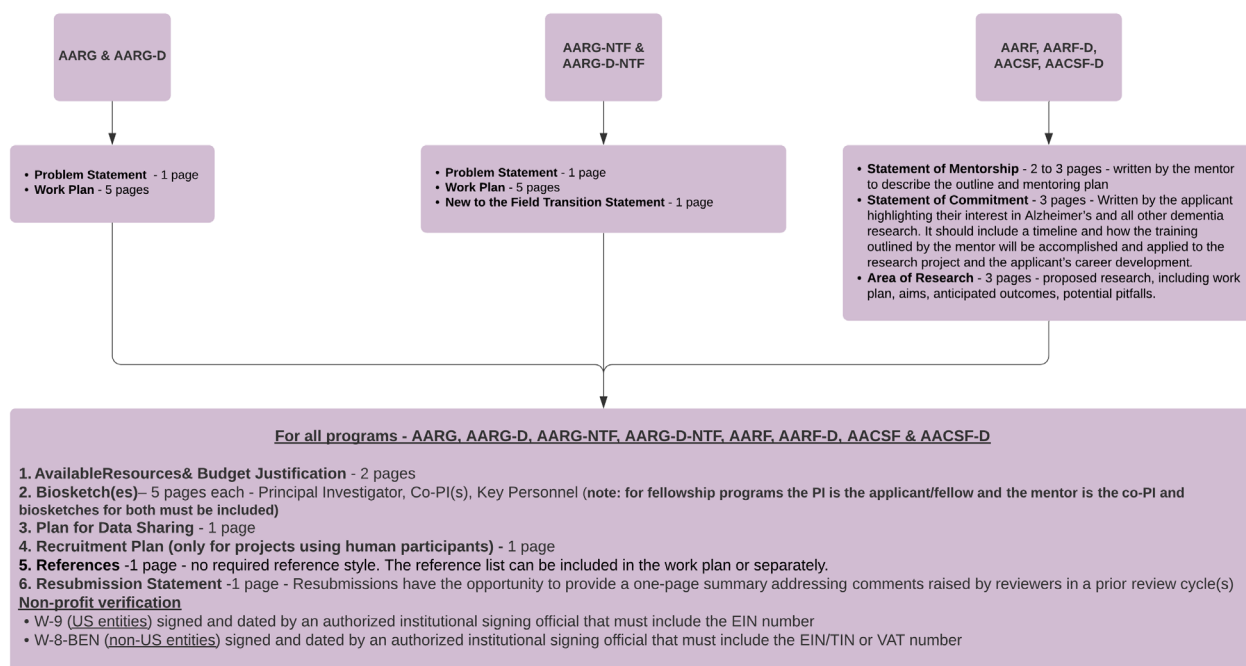 AARG & AARG-D
AARG-NTF &
AARG-D-NTF
AARF, AARF-D,
AACSF, AACSF-D
• Problem Statement - 1 page
• Work Plan - 5 pages
• Problem Statement - 1 page
• Work Plan - 5 pages
• New to the Field Transition Statement - 1 page
• Statement of Mentorship - 2 to 3 pages - written by the mentor
to describe the outline and mentoring plan
• Statement of Commitment - 3 pages - Written by the applicant
highlighting their interest in Alzheimer's and all other dementia
research. It should include a timeline and how the training
outlined by the mentor will be accomplished and applied to the
research project and the applicant's career development.
• Area of Research - 3 pages - proposed research, including work
plan, aims, anticipated outcomes, potential pitfalls.
For all programs - AARG, AARG-D, AARG-NTF, AARG-D-NTF, AARF, AARF-D, AACSF & AACSF-D
1. AvailableResources& Budget Justification - 2 pages
2. Biosketch(es)– 5 pages each - Principal Investigator, Co-PI(s), Key Personnel (note: for fellowship programs the PI is the applicant/fellow and the mentor is the co-PI and
biosketches for both must be included)
3. Plan for Data Sharing - 1 page
4. Recruitment Plan (only for projects using human participants) - 1 page
5. References -1 page - no required reference style. The reference list can be included in the work plan or separately.
6. Resubmission Statement -1 page - Resubmissions have the opportunity to provide a one-page summary addressing comments raised by reviewers in a prior review cycle(s)
Non-profit verification
• W-9 (US entities) signed and dated by an authorized institutional signing official that must include the EIN number
• W-8-BEN (non-US entities) signed and dated by an authorized institutional signing official that must include the EIN/TIN or VAT number